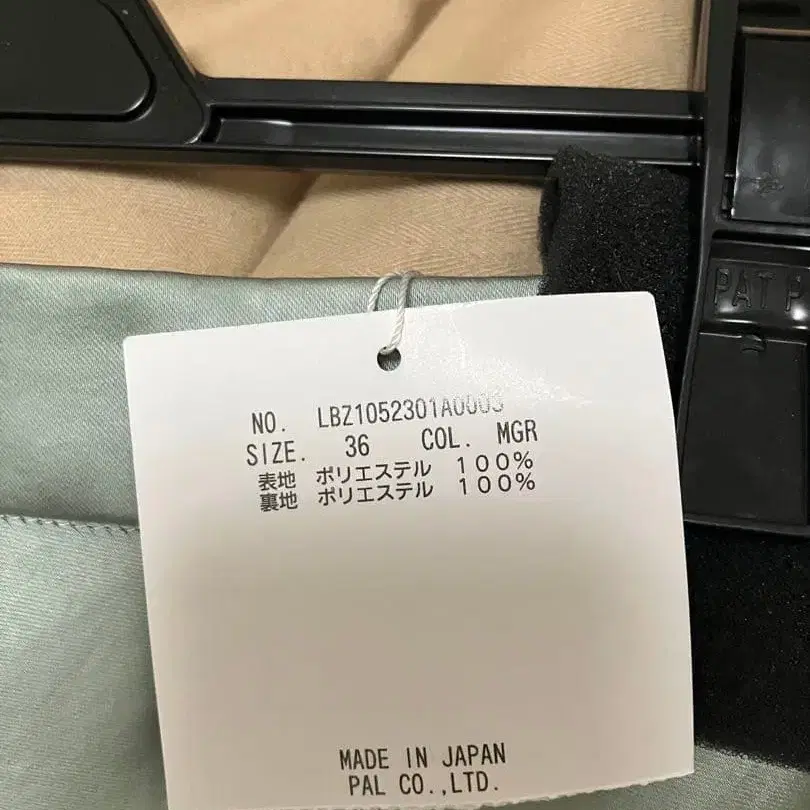 PAT P
NO. LBZ1052301A0003
SIZE. 36 COL. MGR
表地 ポリエステル 100%
裏地 ポリエステル 100%
MADE IN JAPAN
PAL CO.,LTD.